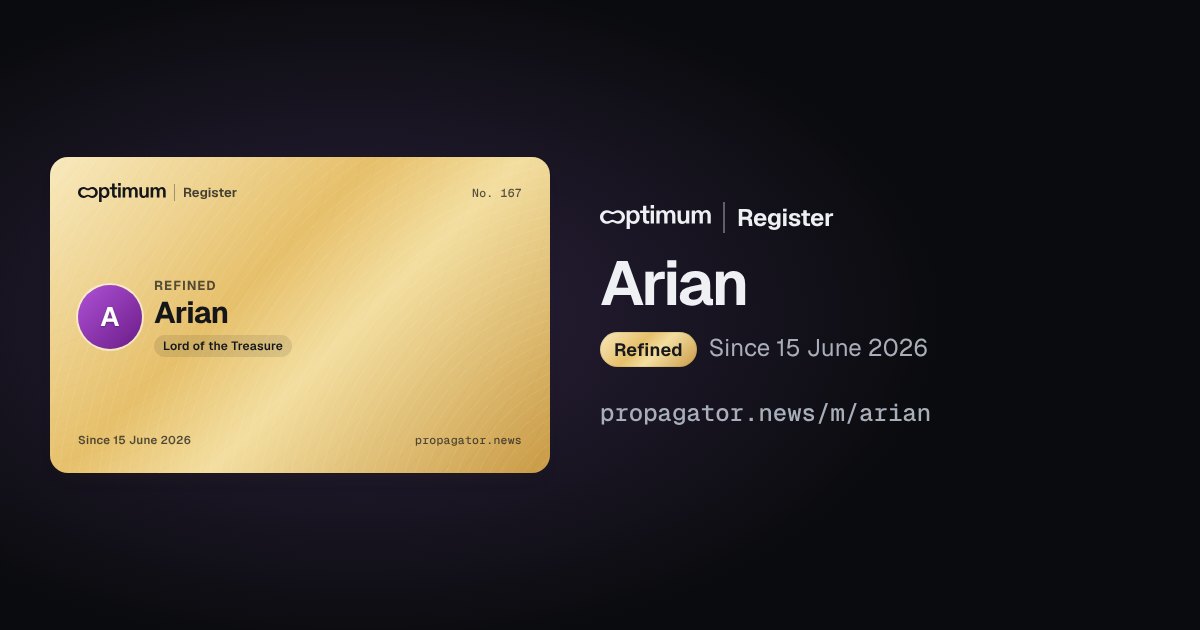 optimum | Register
No. 167
A
REFINED
Arian
Lord of the Treasure
Since 15 June 2026
propagator.news
optimum | Register
Arian
Refined Since 15 June 2026
propagator.news/m/arian